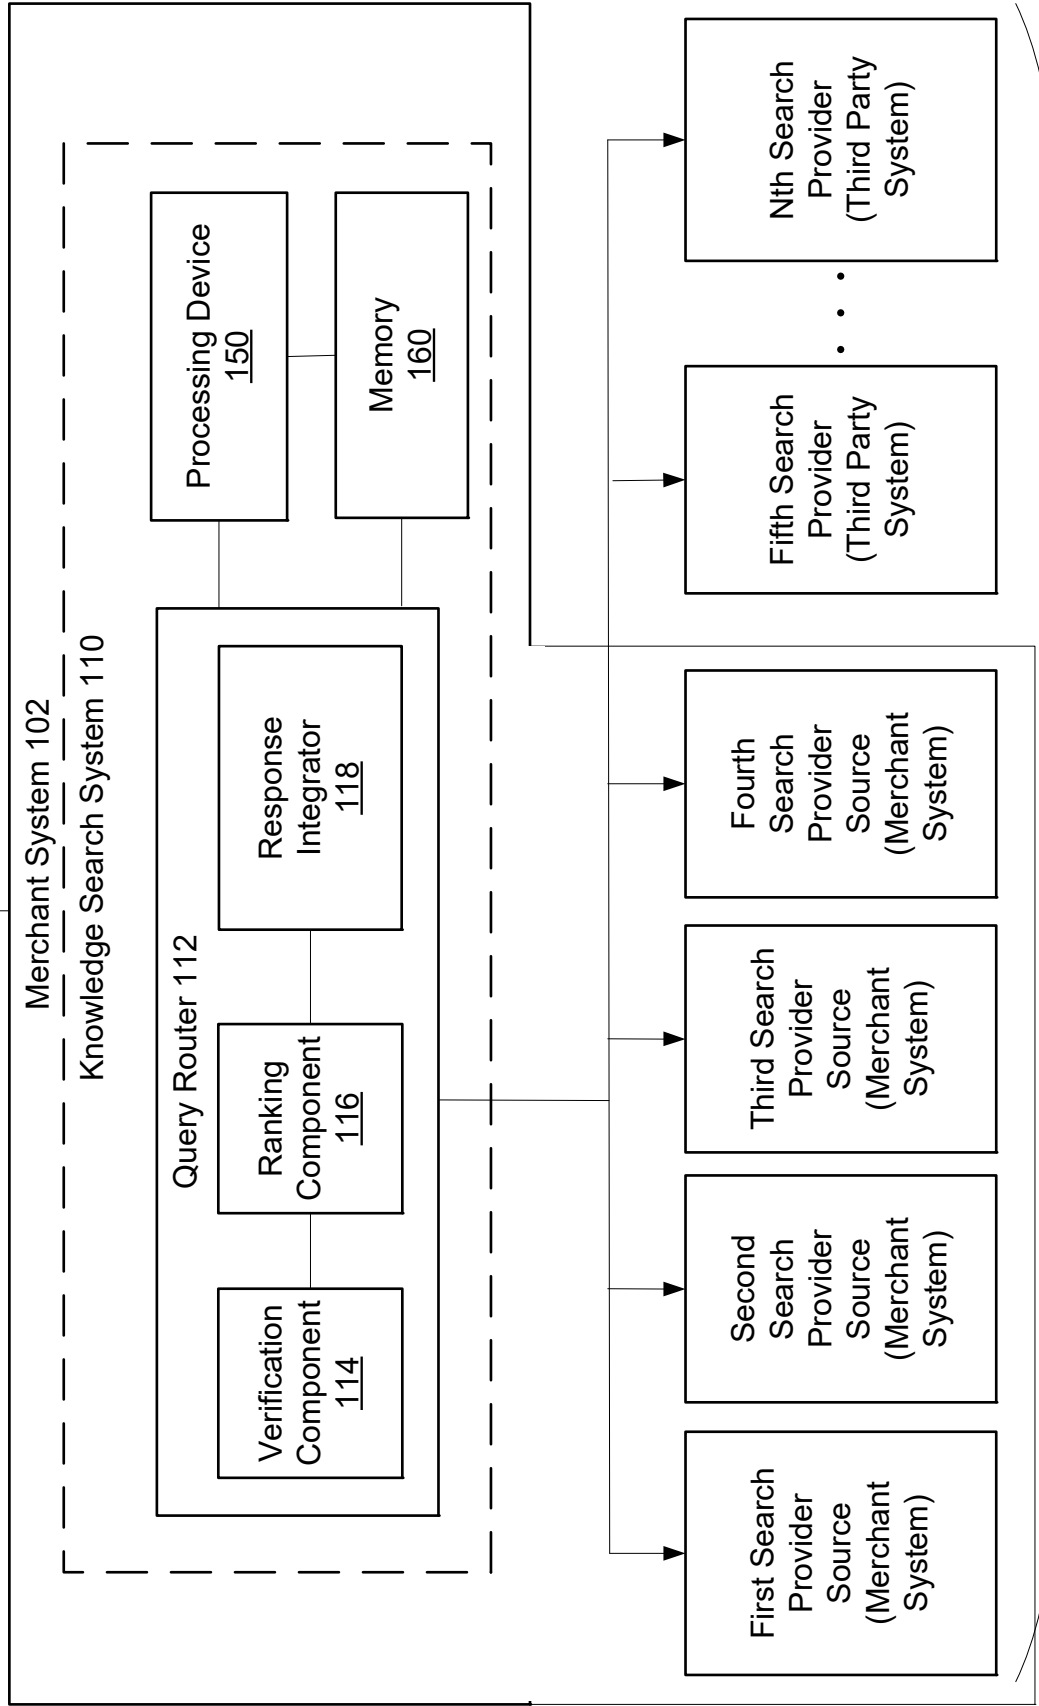 Merchant System 102
Knowledge Search System 110
Query Router 112
Verification
Component
114
Ranking
Component
116
Response
Integrator
118
Processing Device
150
Memory
160
First Search
Provider
Source
(Merchant
System)
Second
Search
Provider
Source
(Merchant
System)
Third Search
Provider
Source
(Merchant
System)
Fourth
Search
Provider
Source
(Merchant
System)
Fifth Search
Provider
(Third Party
System)
Nth Search
Provider
(Third Party
System)